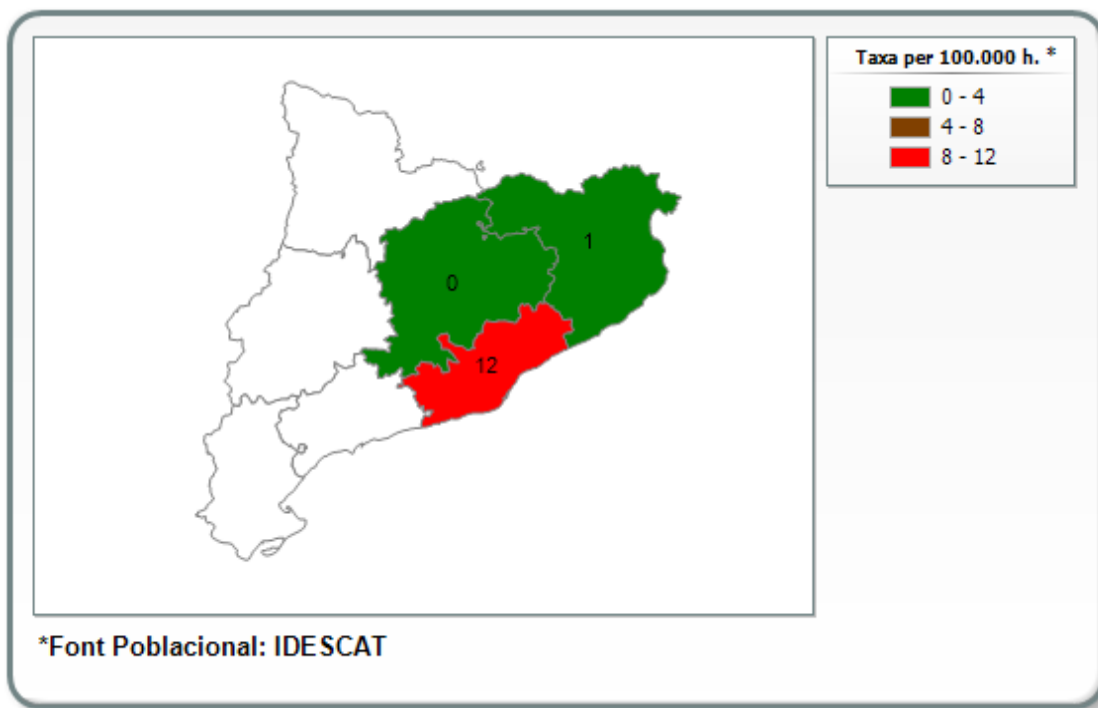 Taxa per 100.000 h. *
0 - 4
4 - 8
8 - 12
1
0
12
*Font Poblacional: IDESCAT